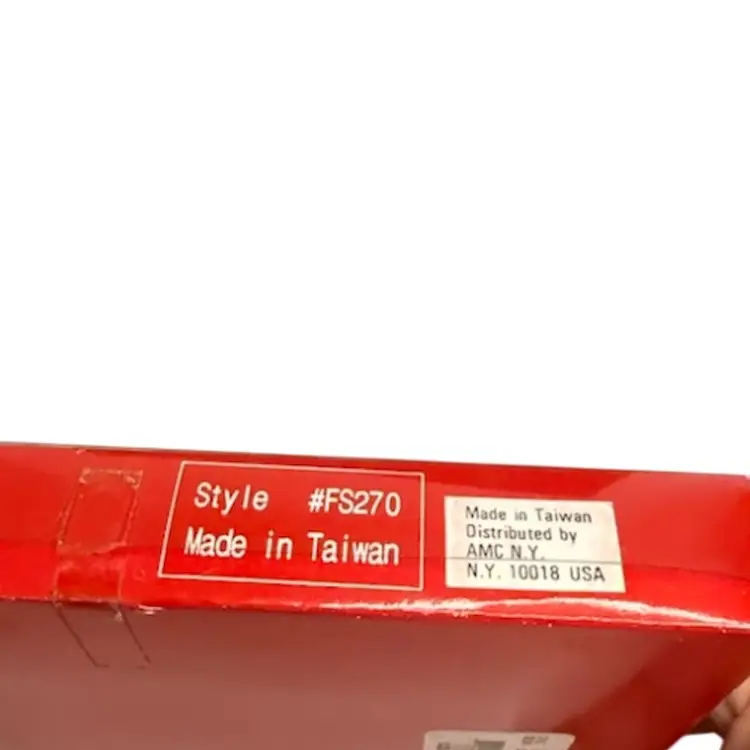 Style #FS270
Made in Taiwan
Made in Taiwan
Distributed by
AMC N.Y.
N.Y. 10018 USA